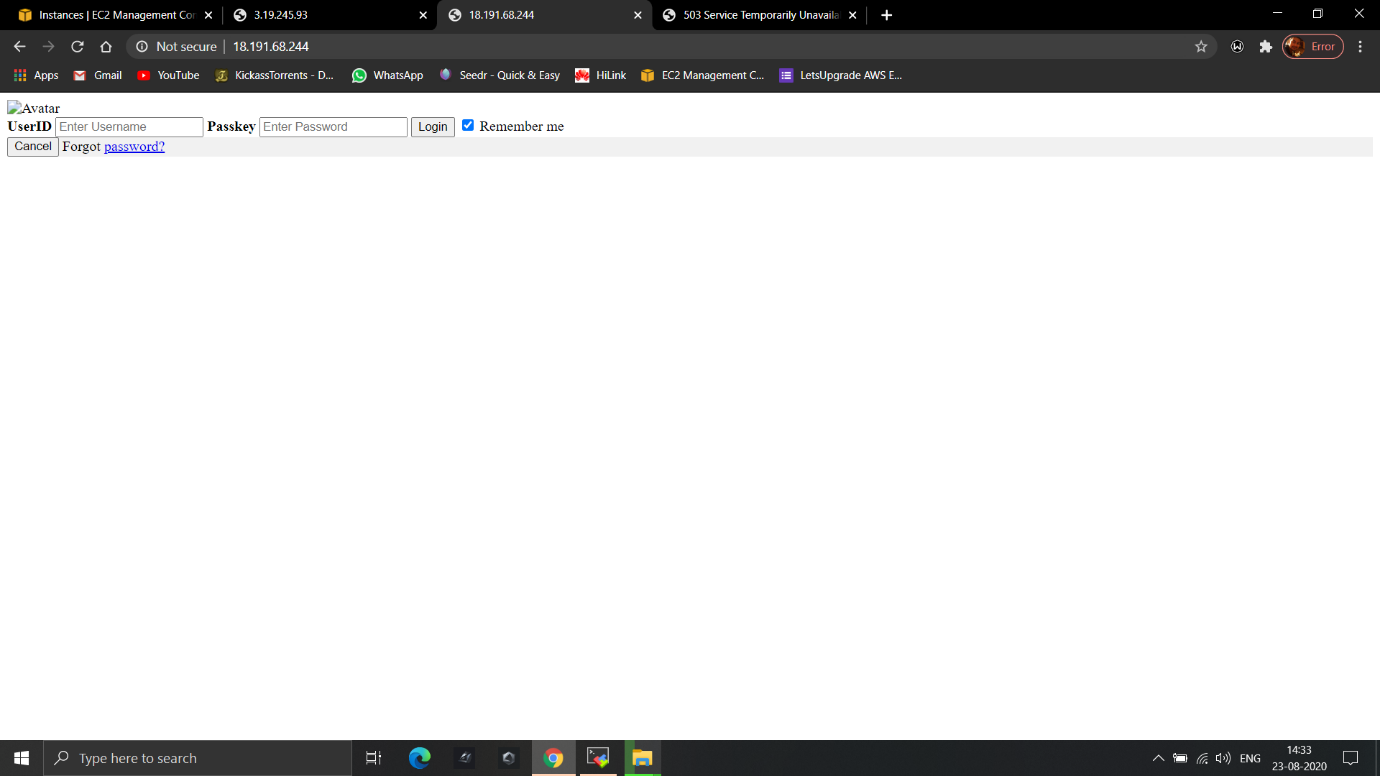 Instances | EC2 Management Con
3.19.245.93
18.191.68.244
503 Service Temporarily Unavaila
Not secure | 18.191.68.244
Error
Apps Gmail YouTube KickassTorrents - D... WhatsApp Seedr - Quick & Easy HiLink EC2 Management C... LetsUpgrade AWS E...
Avatar
UserID Enter Username Passkey Enter Password Login Remember me
Cancel Forgot password?
Type here to search
ENG
14:33
23-08-2020